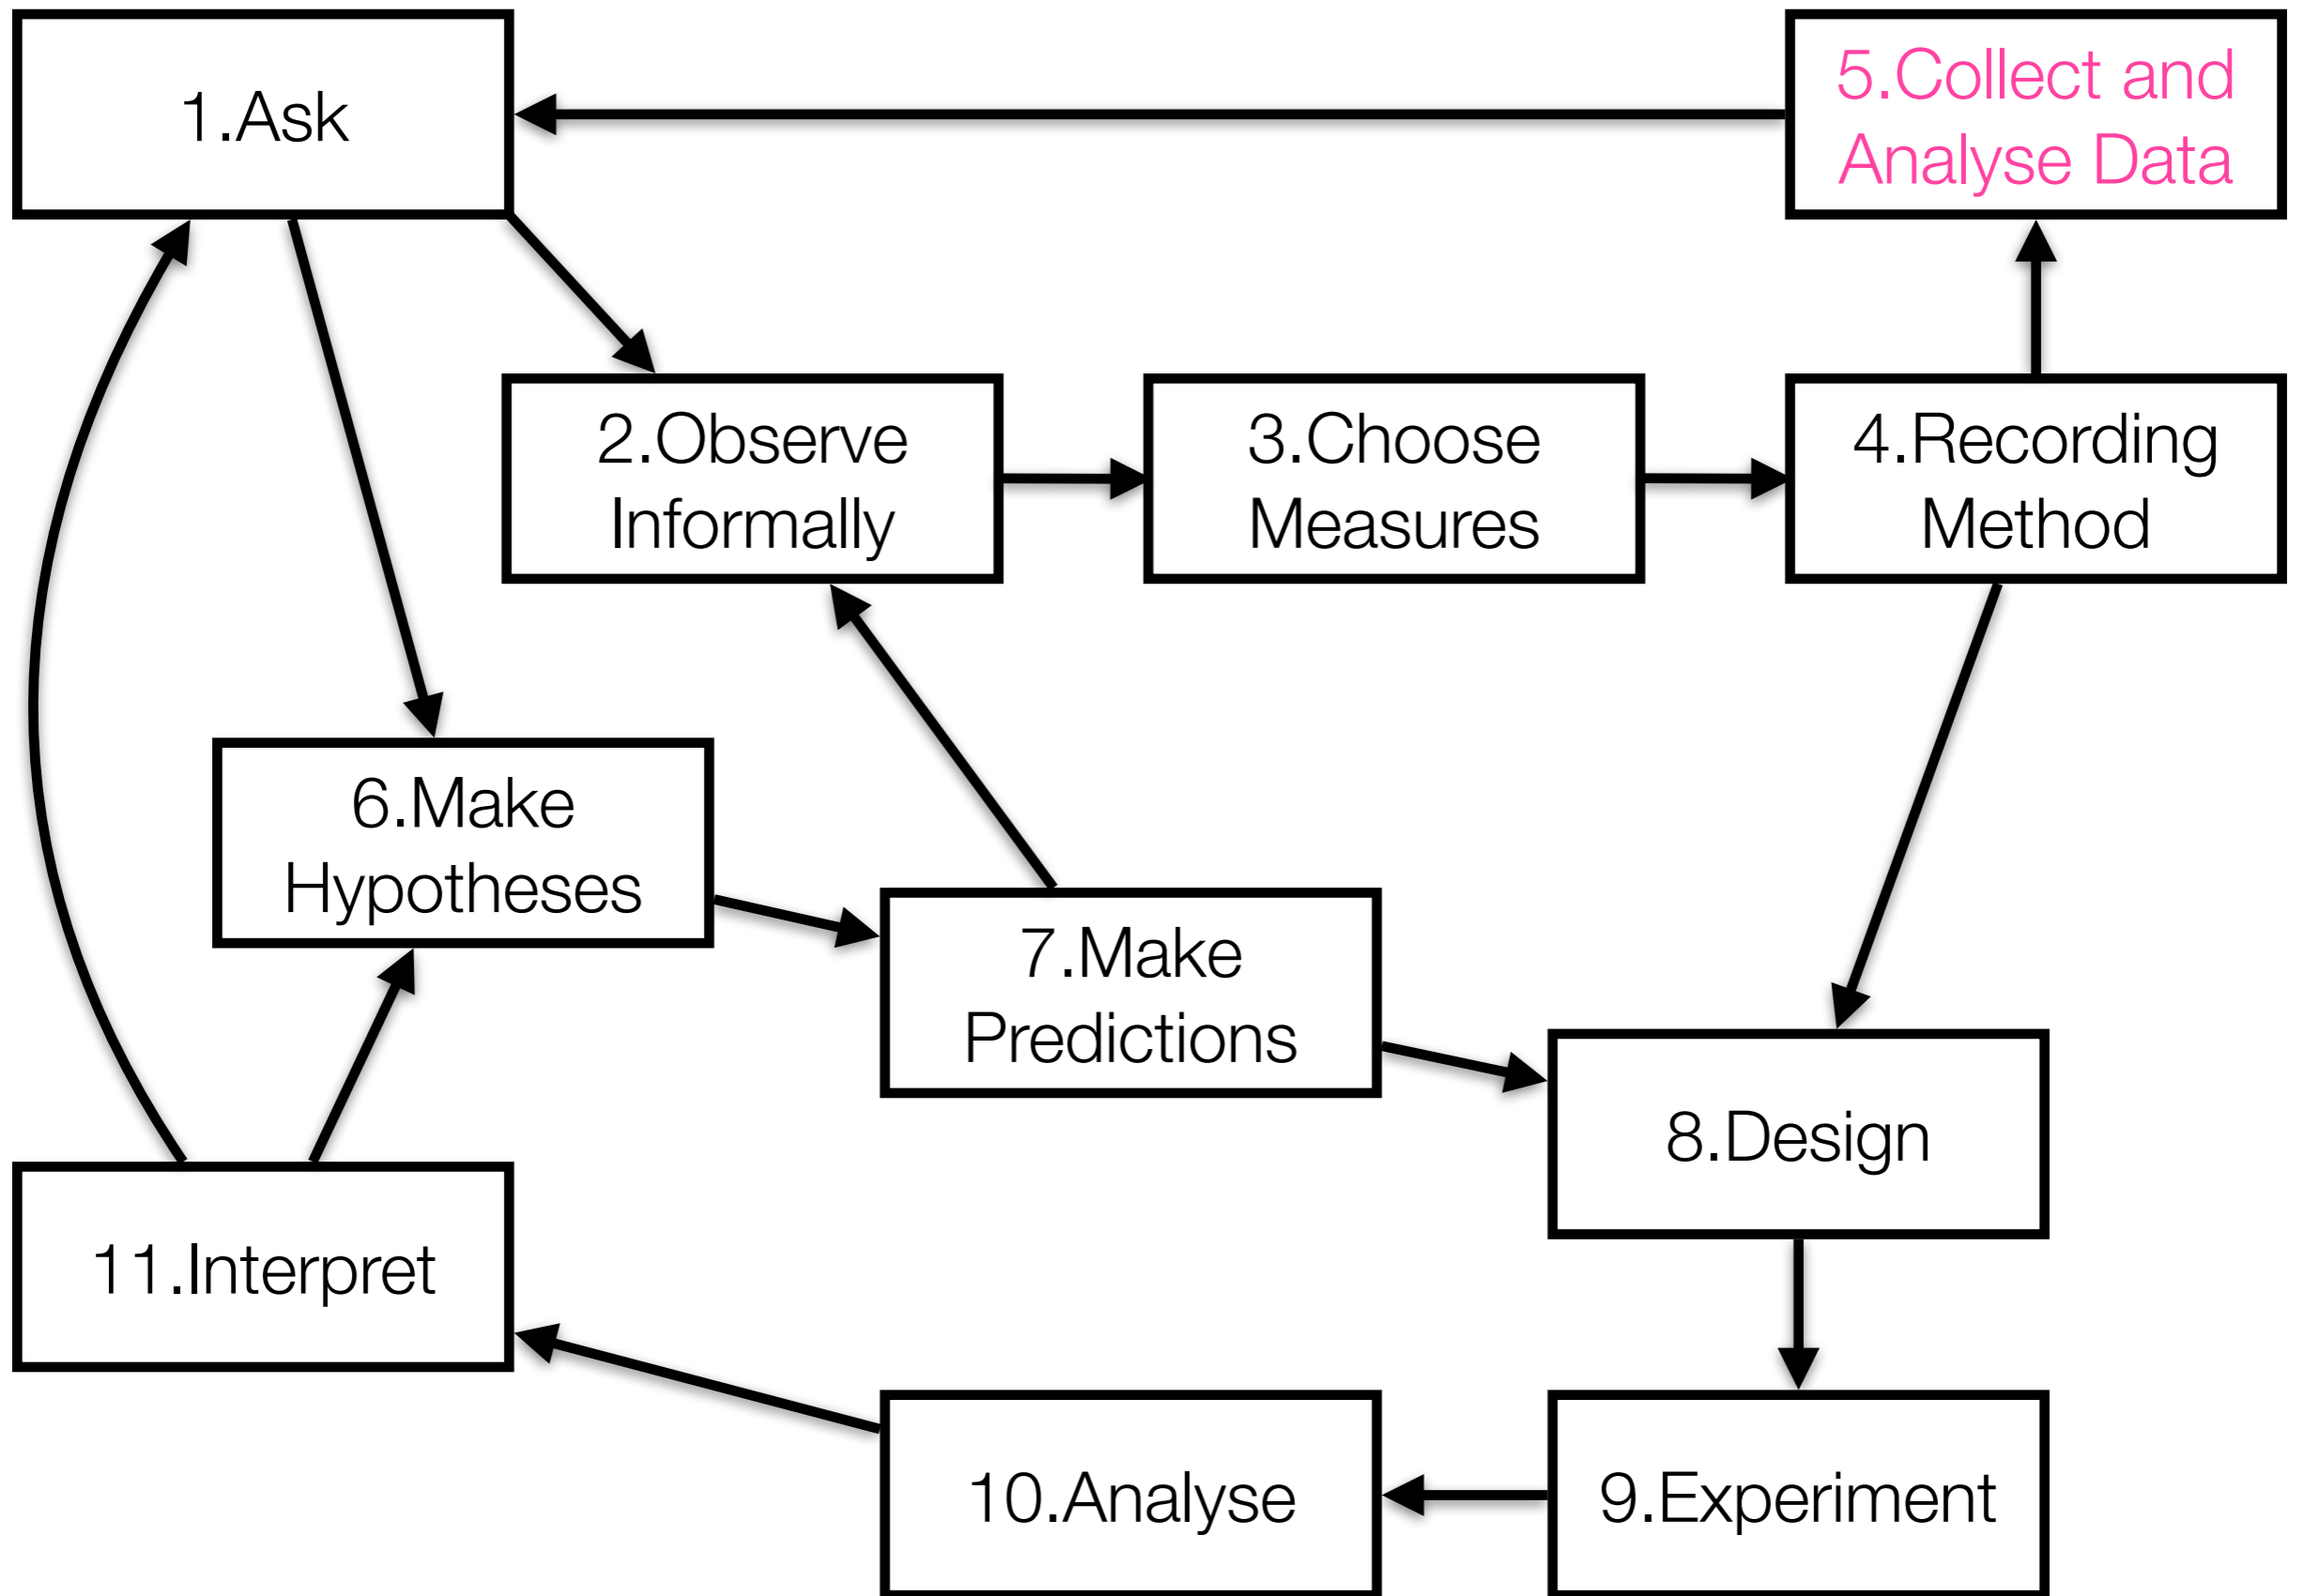 1.Ask
5.Collect and
Analyse Data
2.Observe
Informally
3.Choose
Measures
4.Recording
Method
6.Make
Hypotheses
7.Make
Predictions
8.Design
11.Interpret
10.Analyse
9.Experiment